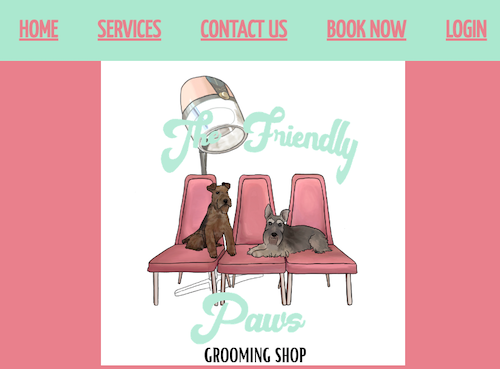 HOME SERVICES CONTACT US BOOK NOW LOGIN
The Friendly
Paws
GROOMING SHOP